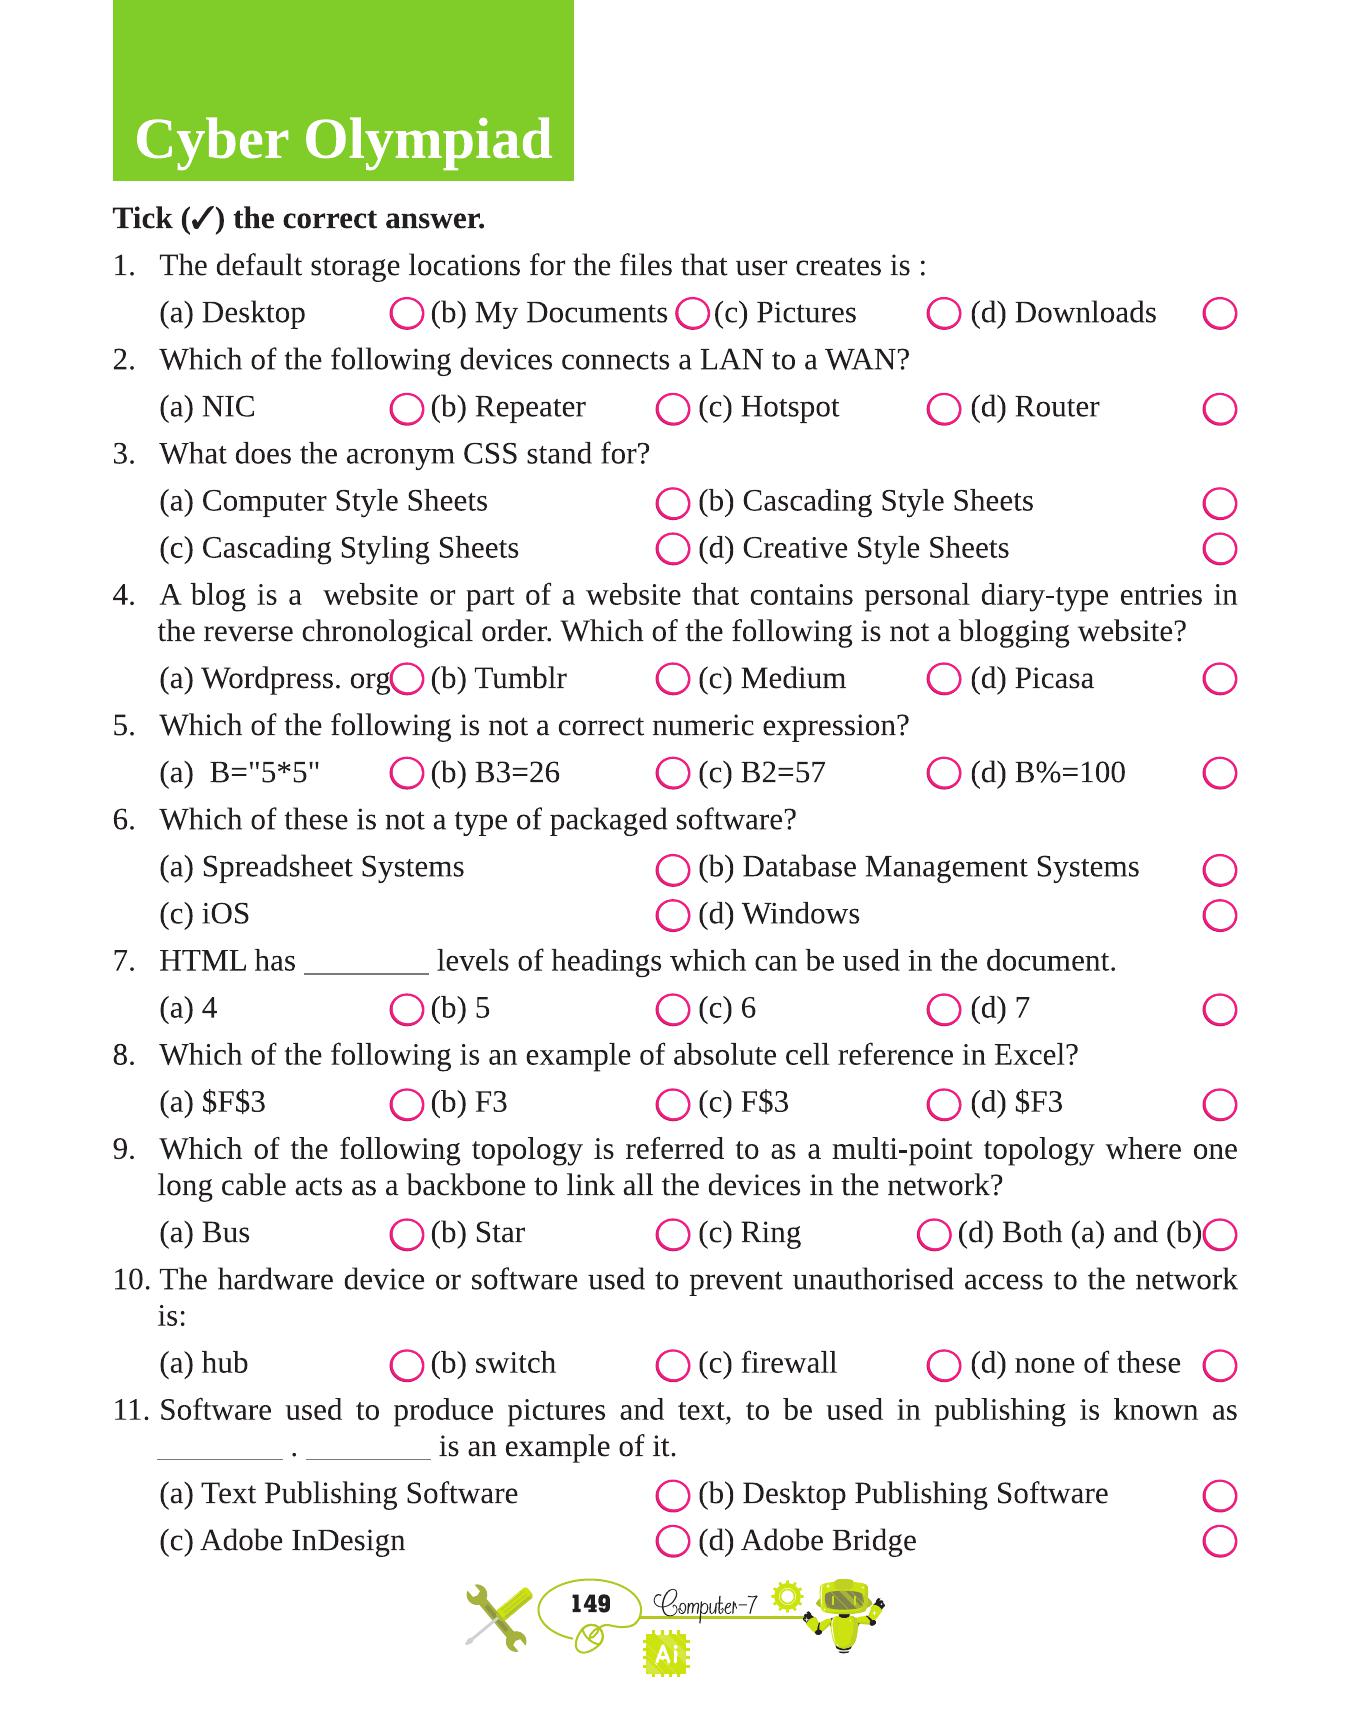 Cyber Olympiad
Tick (✓) the correct answer.
1. The default storage locations for the files that user creates is :
(a) Desktop (b) My Documents (c) Pictures (d) Downloads
2. Which of the following devices connects a LAN to a WAN?
(a) NIC (b) Repeater (c) Hotspot (d) Router
3. What does the acronym CSS stand for?
(a) Computer Style Sheets (b) Cascading Style Sheets
(c) Cascading Styling Sheets (d) Creative Style Sheets
4. A blog is a website or part of a website that contains personal diary-type entries in
the reverse chronological order. Which of the following is not a blogging website?
(a) Wordpress. org (b) Tumblr (c) Medium (d) Picasa
5. Which of the following is not a correct numeric expression?
(a) B="5*5" (b) B3=26 (c) B2=57 (d) B%=100
6. Which of these is not a type of packaged software?
(a) Spreadsheet Systems (b) Database Management Systems
(c) iOS (d) Windows
7. HTML has ________ levels of headings which can be used in the document.
(a) 4 (b) 5 (c) 6 (d) 7
8. Which of the following is an example of absolute cell reference in Excel?
(a) $F$3 (b) F3 (c) F$3 (d) $F3
9. Which of the following topology is referred to as a multi-point topology where one
long cable acts as a backbone to link all the devices in the network?
(a) Bus (b) Star (c) Ring (d) Both (a) and (b)
10. The hardware device or software used to prevent unauthorised access to the network
is:
(a) hub (b) switch (c) firewall (d) none of these
11. Software used to produce pictures and text, to be used in publishing is known as
________ . ________ is an example of it.
(a) Text Publishing Software (b) Desktop Publishing Software
(c) Adobe InDesign (d) Adobe Bridge
149 Computer-7
Ai